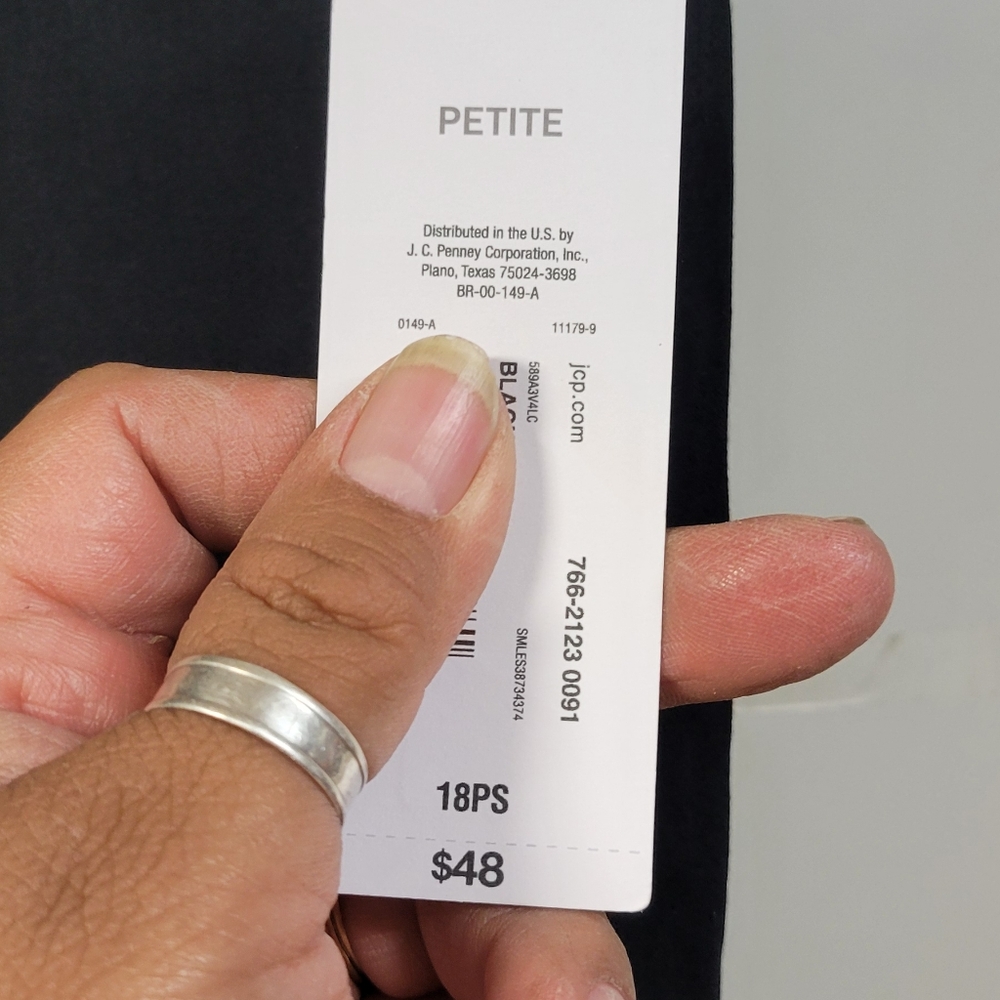 PETITE
Distributed in the U.S. by
J. C. Penney Corporation, Inc.,
Plano, Texas 75024-3698
BR-00-149-A
0149-A 11179-9
jcp.com
589A3V4LC
766-2123 0091
SMLES38734374
18PS
$48